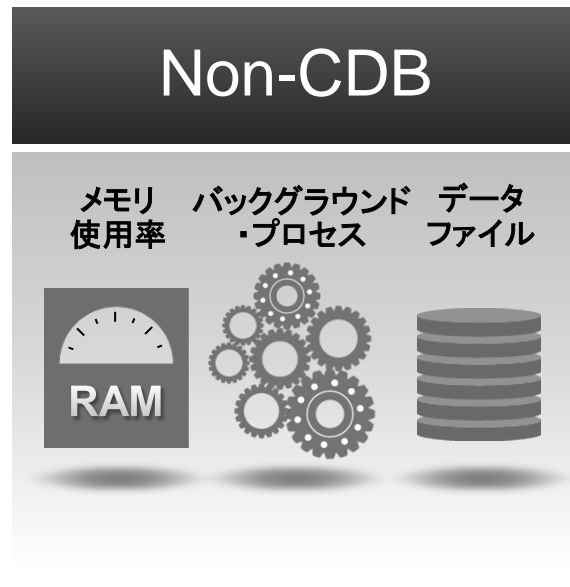 Non-CDB
メモリ
使用率
バックグラウンド
・プロセス
データ
ファイル
RAM